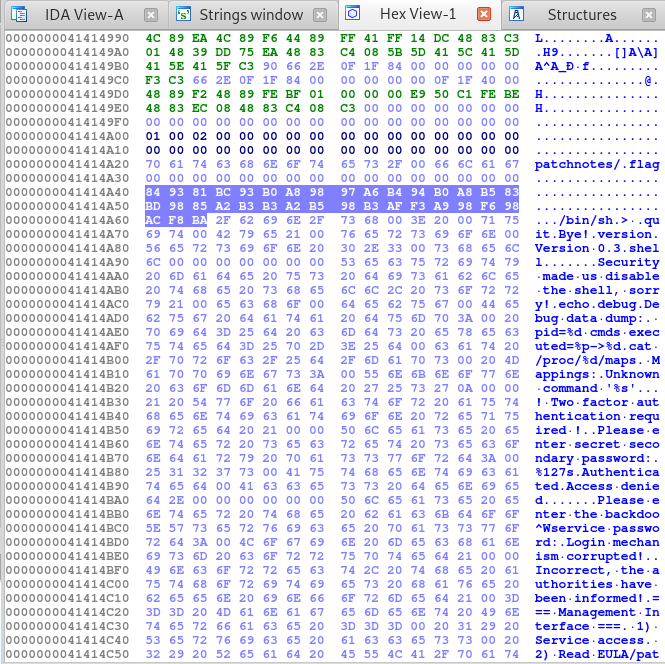 IDA View-A Strings window Hex View-1 Structures
0000000041414990 4C 89 EA 4C 89 F6 44 89 FF 41 FF 14 DC 48 83 C3 L.......A......
00000000414149A0 01 48 39 DD 75 EA 48 83 C4 08 5B 5D 41 5C 41 5D .H9.......[]A\A]
00000000414149B0 41 5E 41 5F C3 90 66 2E 0F 1F 84 00 00 00 00 00 A^A_Ð.f.........
00000000414149C0 F3 C3 66 2E 0F 1F 84 00 00 00 00 00 0F 1F 40 00 ..............@.
00000000414149D0 48 89 F2 48 89 FE BF 01 00 00 00 E9 50 C1 FE BE .H..............
00000000414149E0 48 83 EC 08 48 83 C4 08 C3 00 00 00 00 00 00 00 H...............
00000000414149F0 00 00 00 00 00 00 00 00 00 00 00 00 00 00 00 00 ................
0000000041414A00 01 00 02 00 00 00 00 00 00 00 00 00 00 00 00 00 ................
0000000041414A10 00 00 00 00 00 00 00 00 00 00 00 00 00 00 00 00 ................
0000000041414A20 70 61 74 63 68 6E 6F 74 65 73 2F 00 66 6C 61 67 patchnotes/.flag
0000000041414A30 00 00 00 00 00 00 00 00 00 00 00 00 00 00 00 00 ................
0000000041414A40 84 93 81 BC 93 B0 A8 98 97 A6 B4 94 B0 A8 B5 83 ................
0000000041414A50 BD 98 85 A2 B3 B3 A2 B5 98 B3 AF F3 A9 98 F6 98 ................
0000000041414A60 AC F8 BA 2F 62 69 6E 2F 73 68 00 3E 20 00 71 75 .../bin/sh.>·.qu
0000000041414A70 69 74 00 42 79 65 21 00 76 65 72 73 69 6F 6E 00 it.Bye!.version.
0000000041414A80 56 65 72 73 69 6F 6E 20 30 2E 33 00 73 68 65 6C Version·0.3.shel
0000000041414A90 6C 00 00 00 00 00 00 00 53 65 63 75 72 69 74 79 l.......Security
0000000041414AA0 20 6D 61 64 65 20 75 73 20 64 69 73 61 62 6C 65 ·made·us·disable
0000000041414AB0 20 74 68 65 20 73 68 65 6C 6C 2C 20 73 6F 72 72 ·the·shell,·sorr
0000000041414AC0 79 21 00 65 63 68 6F 00 64 65 62 75 67 00 44 65 y!.echo.debug.De
0000000041414AD0 62 75 67 20 64 61 74 61 20 64 75 6D 70 3A 00 20 bug·data·dump:.·
0000000041414AE0 70 69 64 3D 25 64 20 63 6D 64 73 20 65 78 65 63 pid=%d·cmds·exec
0000000041414AF0 75 74 65 64 3D 25 70 2D 3E 25 64 00 63 61 74 20 uted=%p->%d.cat·
0000000041414B00 2F 70 72 6F 63 2F 25 64 2F 6D 61 70 73 00 20 4D /proc/%d/maps.·M
0000000041414B10 61 70 70 69 6E 67 73 3A 00 55 6E 6B 6E 6F 77 6E appings:.Unknown
0000000041414B20 20 63 6F 6D 6D 61 6E 64 20 27 25 73 27 0A 00 00 ·command·'%s'...
0000000041414B30 21 20 54 77 6F 20 66 61 63 74 6F 72 20 61 75 74 !·Two·factor·aut
0000000041414B40 68 65 6E 74 69 63 61 74 69 6F 6E 20 72 65 71 75 hentication·requ
0000000041414B50 69 72 65 64 20 21 00 00 50 6C 65 61 73 65 20 65 ired·!..Please·e
0000000041414B60 6E 74 65 72 20 73 65 63 72 65 74 20 73 65 63 6F nter·secret·seco
0000000041414B70 6E 64 61 72 79 20 70 61 73 73 77 6F 72 64 3A 00 ndary·password:.
0000000041414B80 25 31 32 37 73 00 41 75 74 68 65 6E 74 69 63 61 %127s.Authentica
0000000041414B90 74 65 64 00 41 63 63 65 73 73 20 64 65 6E 69 65 ted.Access·denie
0000000041414BA0 64 2E 00 00 00 00 00 00 50 6C 65 61 73 65 20 65 d.......Please·e
0000000041414BB0 6E 74 65 72 20 74 68 65 20 62 61 63 6B 64 6F 6F nter·the·backdoo
0000000041414BC0 5E 57 73 65 72 76 69 63 65 20 70 61 73 73 77 6F ^Wservice·passwo
0000000041414BD0 72 64 3A 00 4C 6F 67 69 6E 20 6D 65 63 68 61 6E rd:.Login·mechan
0000000041414BE0 69 73 6D 20 63 6F 72 72 75 70 74 65 64 21 00 00 ism·corrupted!..
0000000041414BF0 49 6E 63 6F 72 72 65 63 74 2C 20 74 68 65 20 61 Incorrect,·the·a
0000000041414C00 75 74 68 6F 72 69 74 69 65 73 20 68 61 76 65 20 uthorities·have·
0000000041414C10 62 65 65 6E 20 69 6E 66 6F 72 6D 65 64 21 00 3D been·informed!.=
0000000041414C20 3D 3D 20 4D 61 6E 61 67 65 6D 65 6E 74 20 49 6E ==·Management·In
0000000041414C30 74 65 72 66 61 63 65 20 3D 3D 3D 00 20 31 29 20 terface·===.·1)·
0000000041414C40 53 65 72 76 69 63 65 20 61 63 63 65 73 73 00 20 Service·access.·
0000000041414C50 32 29 20 52 65 61 64 20 45 55 4C 41 2F 70 61 74 2)·Read·EULA/pat